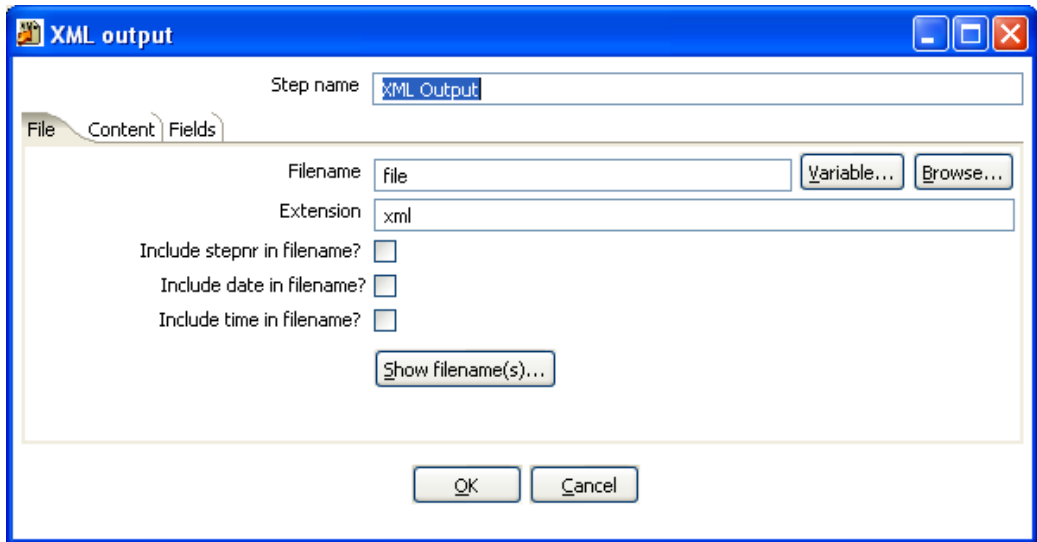 XML output
Step name XML Output
File Content Fields
Filename file Variable... Browse...
Extension xml
Include stepnr in filename?
Include date in filename?
Include time in filename?
Show filename(s)...
OK Cancel